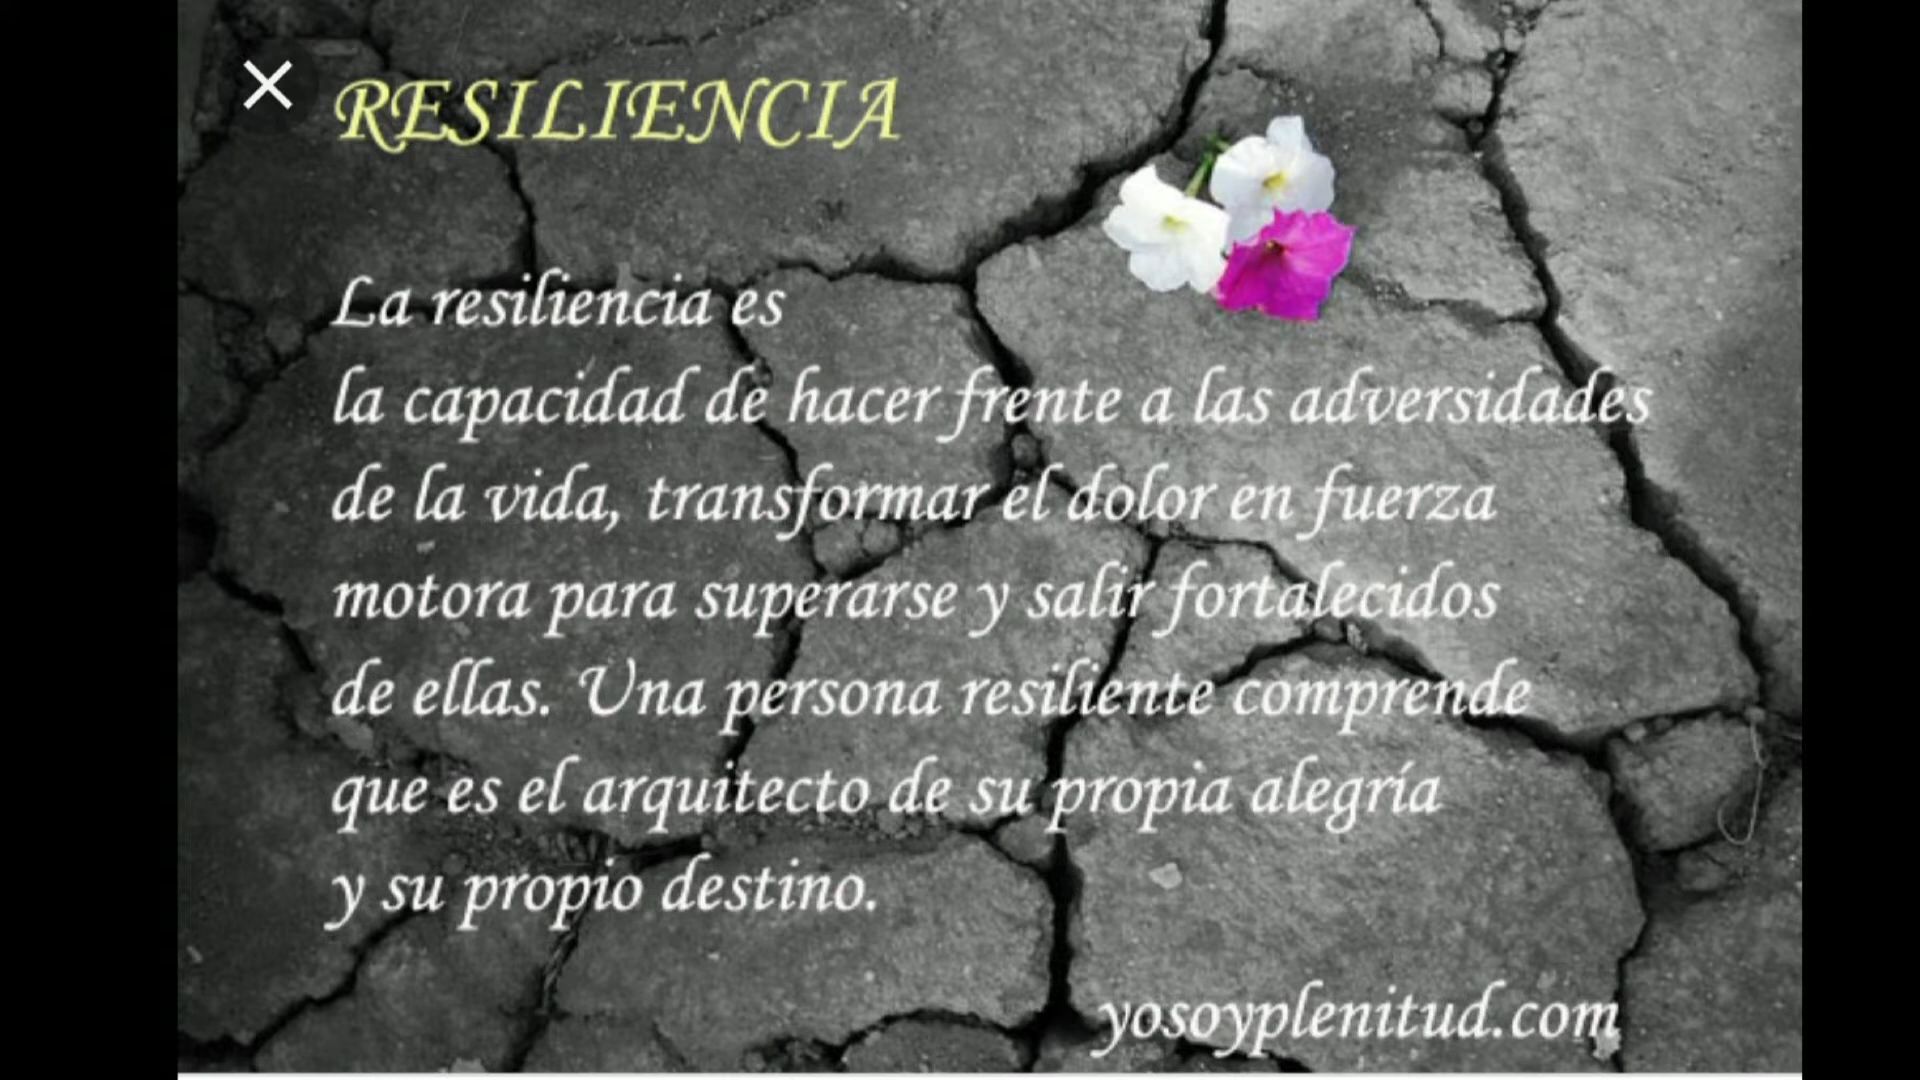 RESILIENCIA
La resiliencia es
la capacidad de hacer frente a las adversidades
de la vida, transformar el dolor en fuerza
motora para superarse y salir fortalecidos
de ellas. Una persona resiliente comprende
que es el arquitecto de su propia alegría
y su propio destino.
yosoyplenitud.com